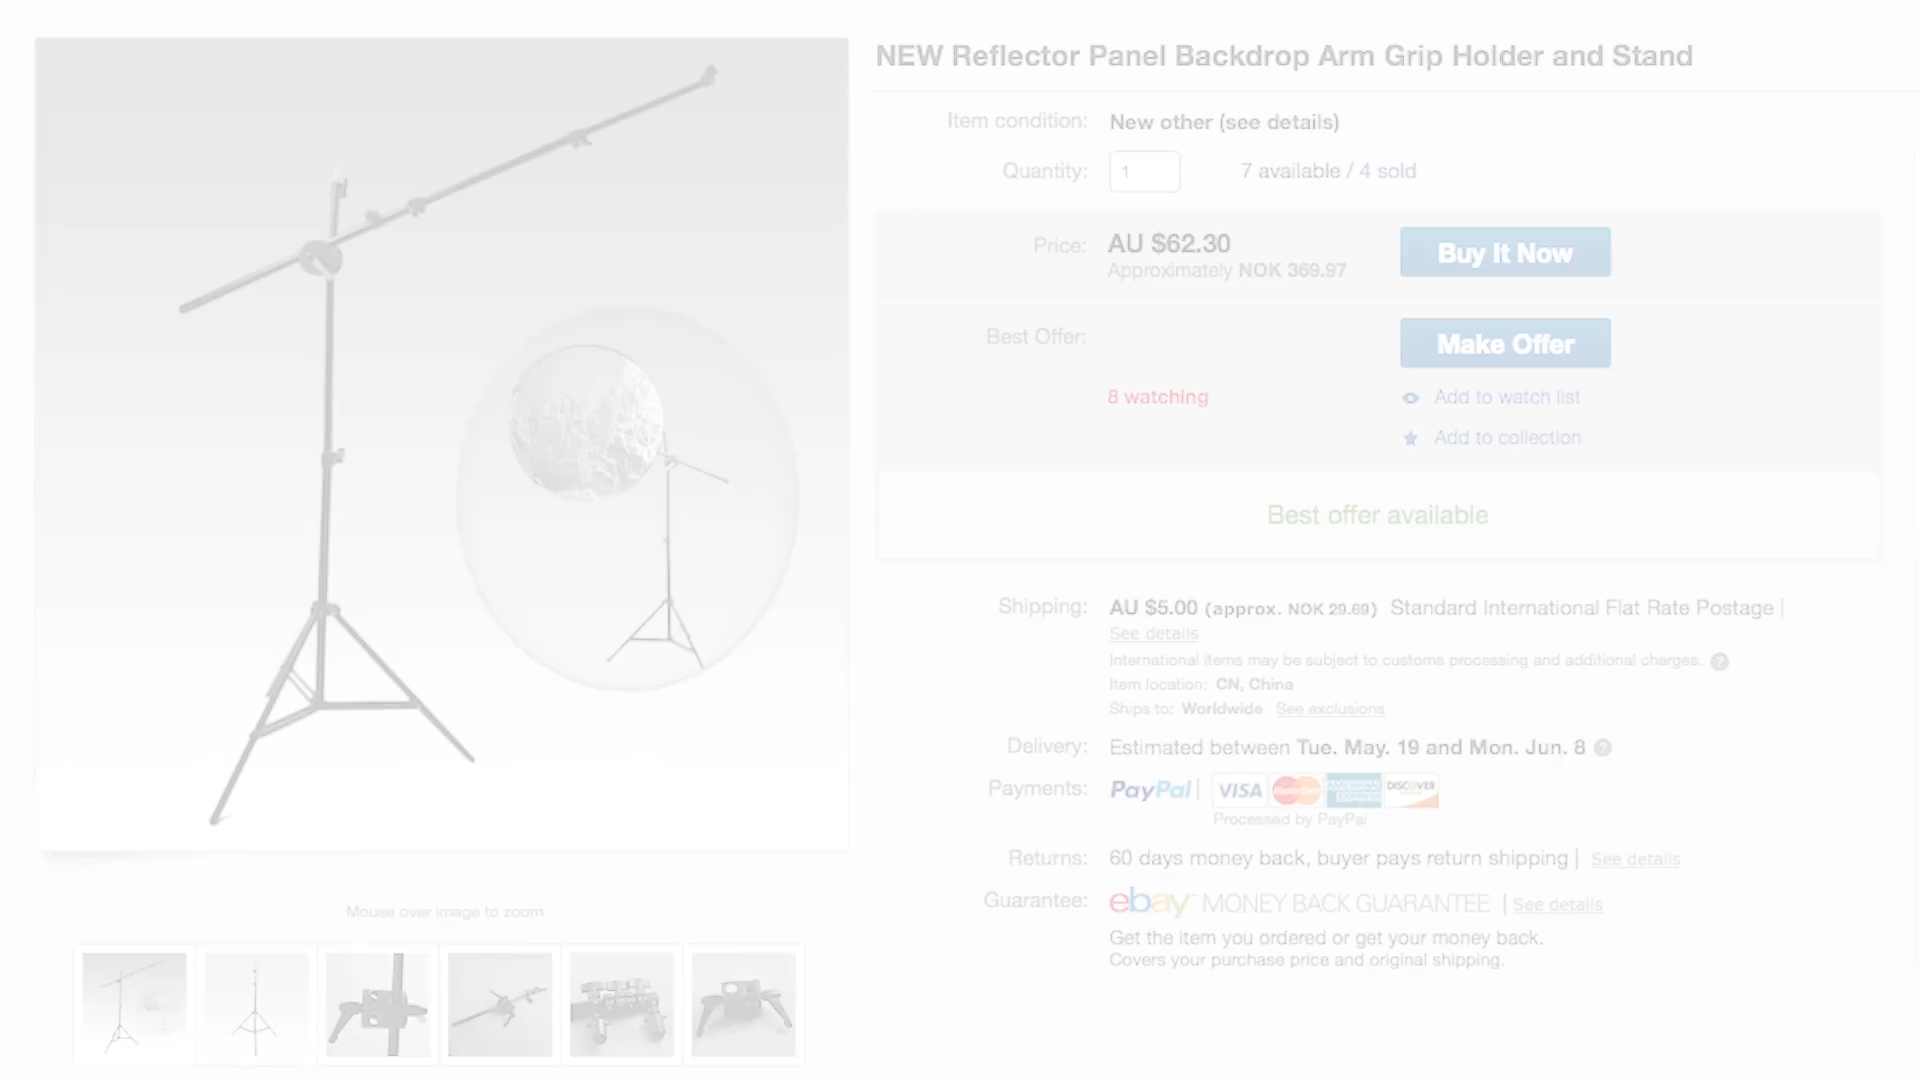 NEW Reflector Panel Backdrop Arm Grip Holder and Stand
Item condition: New other (see details)
Quantity: 1 7 available / 4 sold
Price: AU $62.30 Buy It Now
Approximately NOK 369.97
Best Offer: Make Offer
8 watching Add to watch list
Add to collection
Best offer available
Shipping: AU $5.00 (approx. NOK 29.69) Standard International Flat Rate Postage |
See details
International items may be subject to customs processing and additional charges. ?
Item location: CN, China
Ships to: Worldwide See exclusions
Delivery: Estimated between Tue. May. 19 and Mon. Jun. 8 ?
Payments: PayPal | VISA MasterCard AMERICAN EXPRESS DISCOVER
Processed by PayPal
Returns: 60 days money back, buyer pays return shipping | See details
Guarantee: ebay MONEY BACK GUARANTEE | See details
Get the item you ordered or get your money back.
Covers your purchase price and original shipping.
Mouse over image to zoom